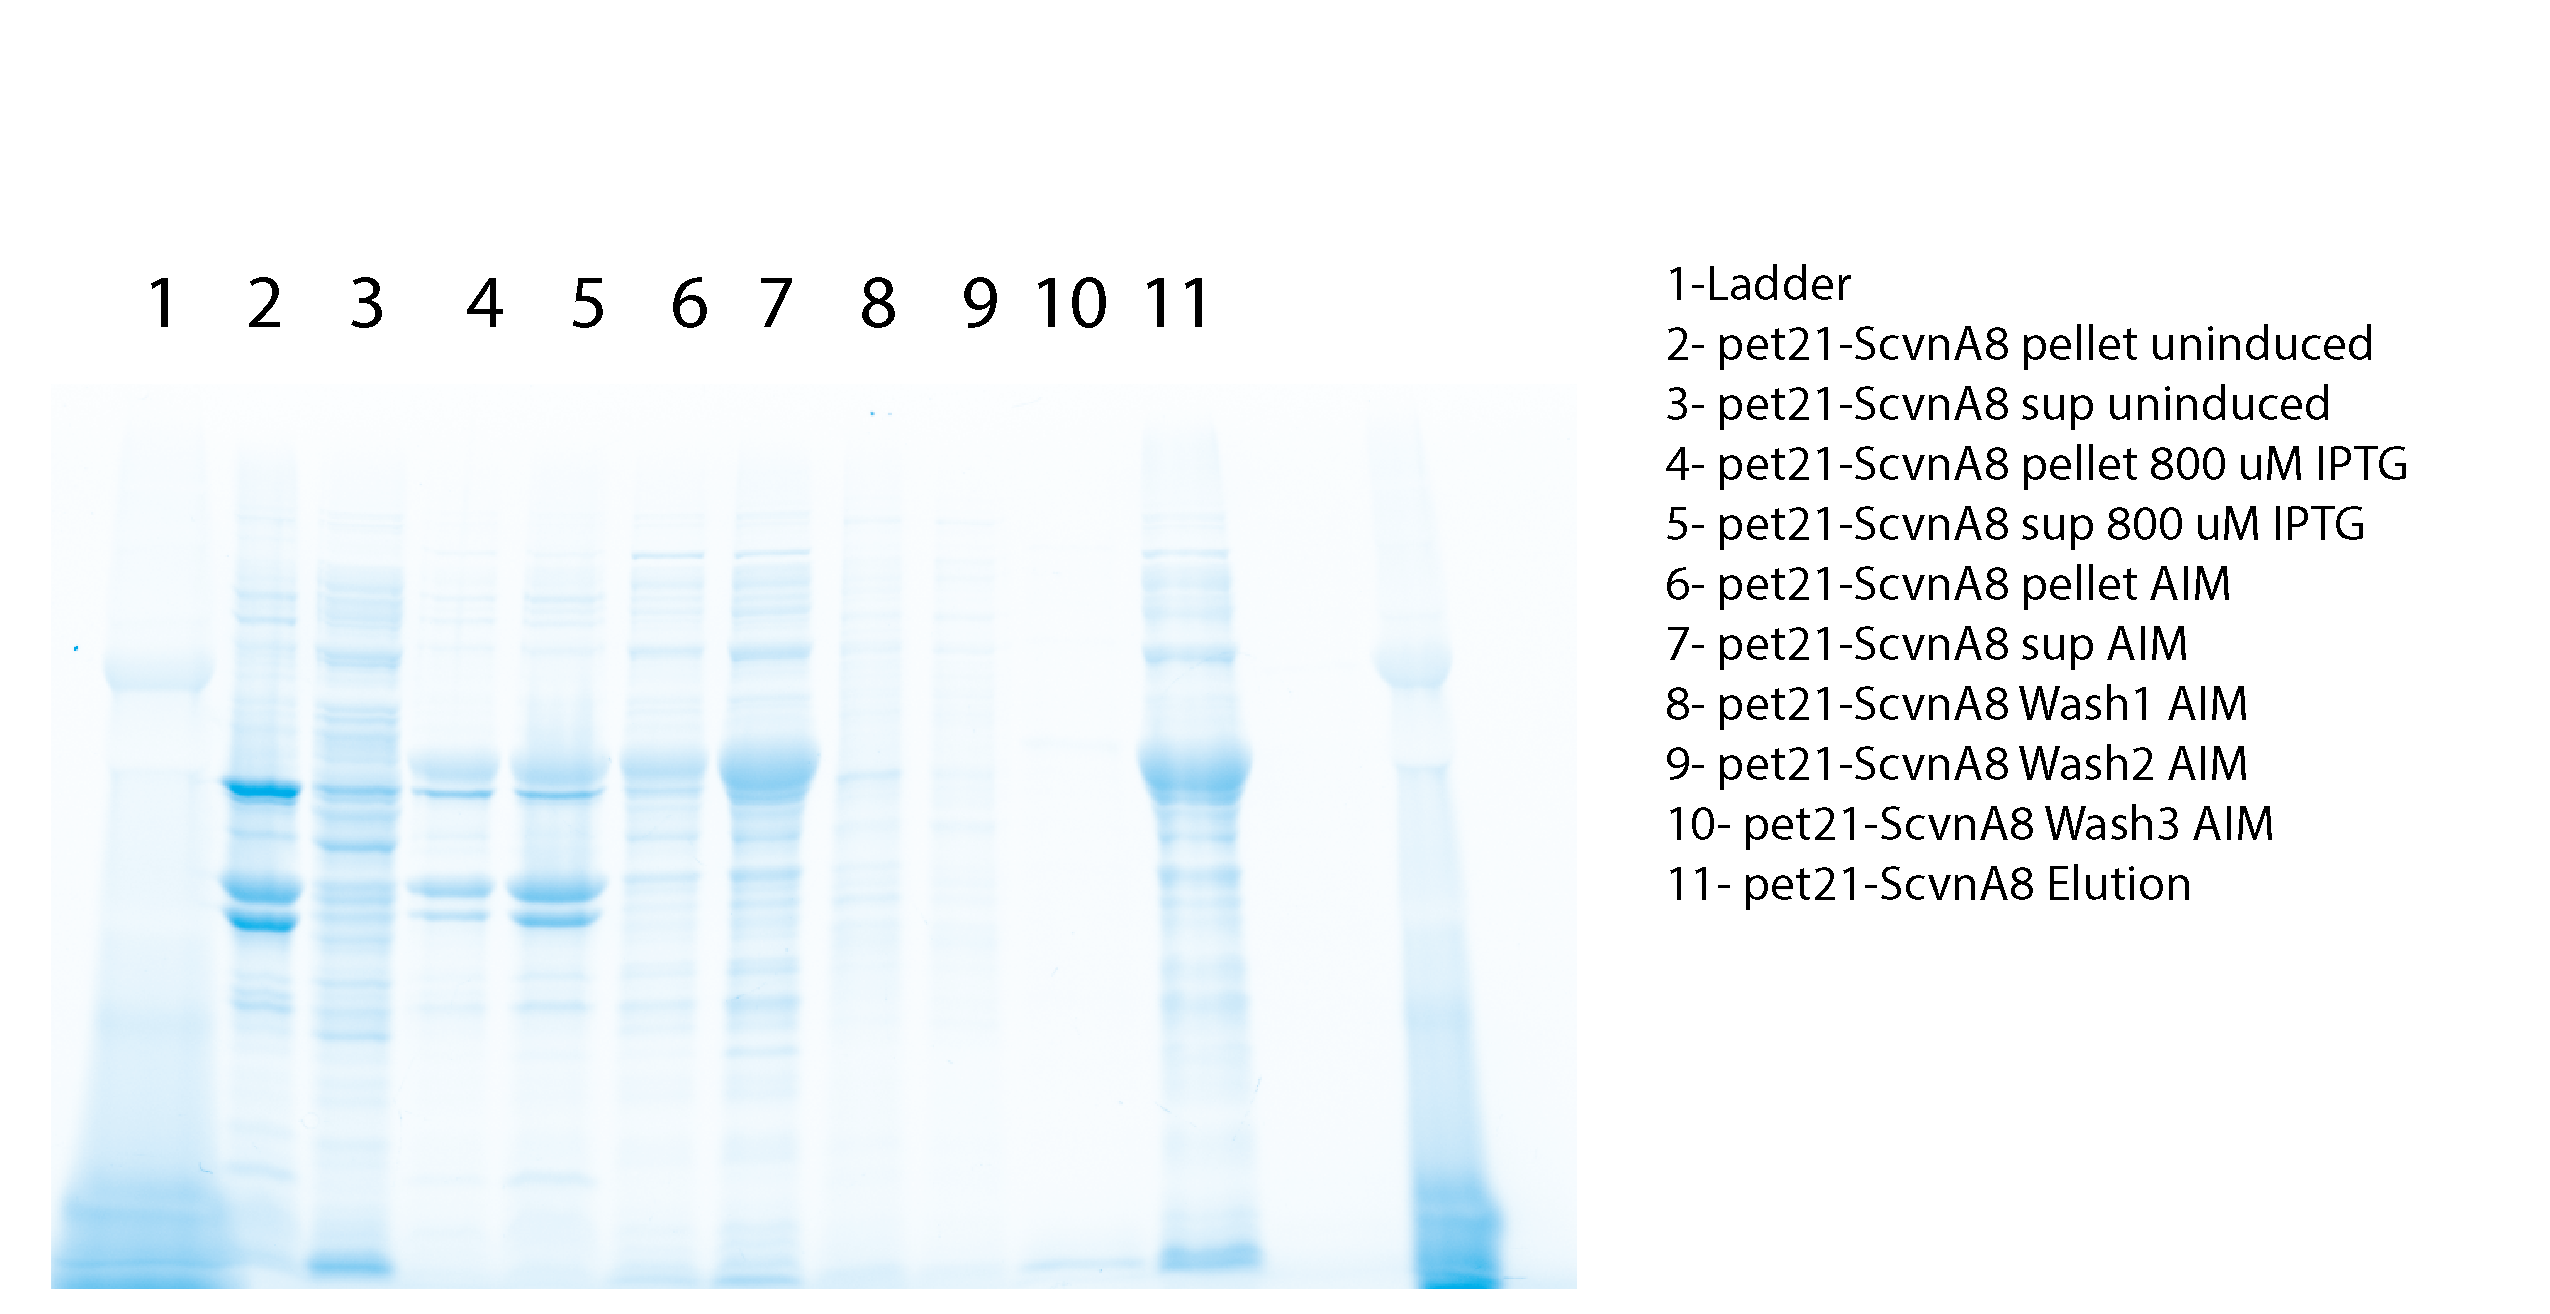 1 2 3 4 5 6 7 8 9 10 11
1-Ladder
2- pet21-ScvnA8 pellet uninduced
3- pet21-ScvnA8 sup uninduced
4- pet21-ScvnA8 pellet 800 uM IPTG
5- pet21-ScvnA8 sup 800 uM IPTG
6- pet21-ScvnA8 pellet AIM
7- pet21-ScvnA8 sup AIM
8- pet21-ScvnA8 Wash1 AIM
9- pet21-ScvnA8 Wash2 AIM
10- pet21-ScvnA8 Wash3 AIM
11- pet21-ScvnA8 Elution